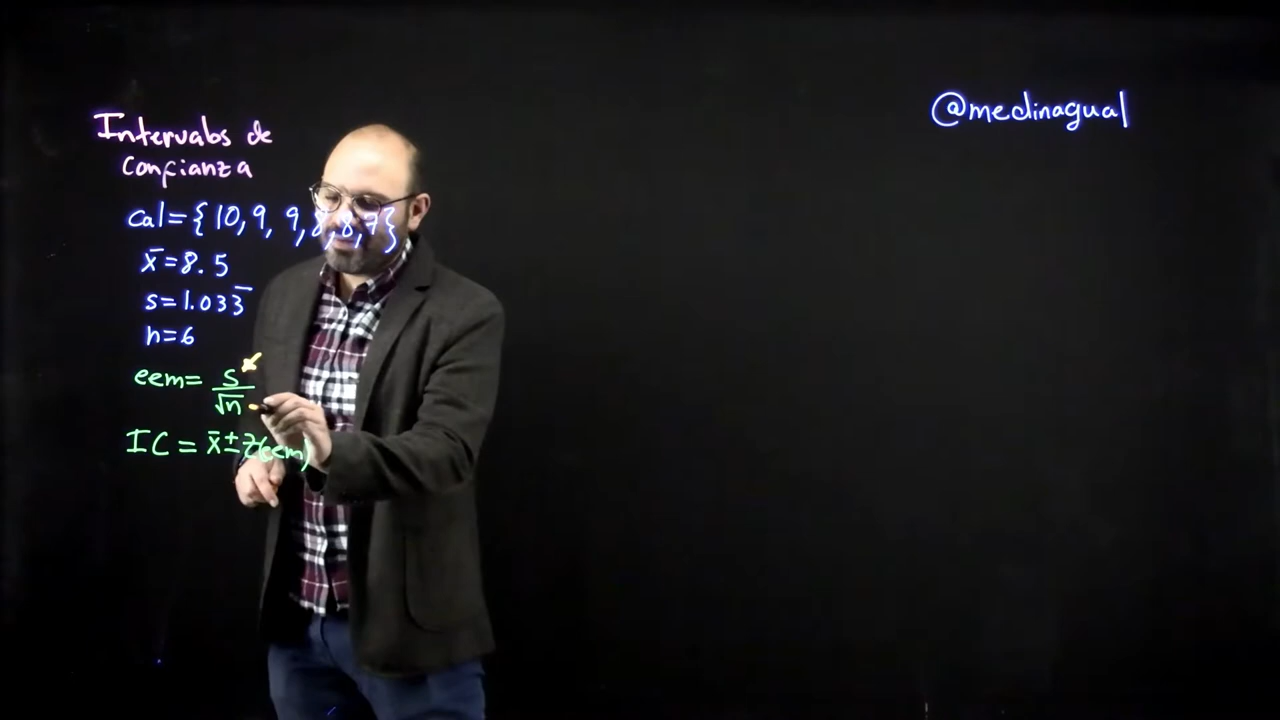 @medinagual
Intervalos de
Confianza
cal={10,9,9,8,8,7}
x̄=8.5
s=1.033̅
n=6
eem= s/√n
IC = x̄±z(eem)